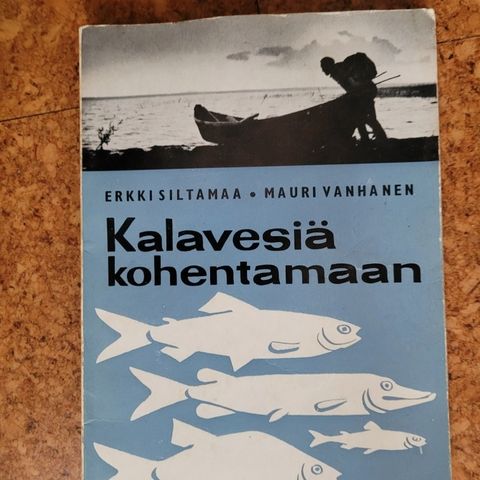 ERKKI SILTAMAA • MAURI VANHANEN
Kalavesiä
kohentamaan